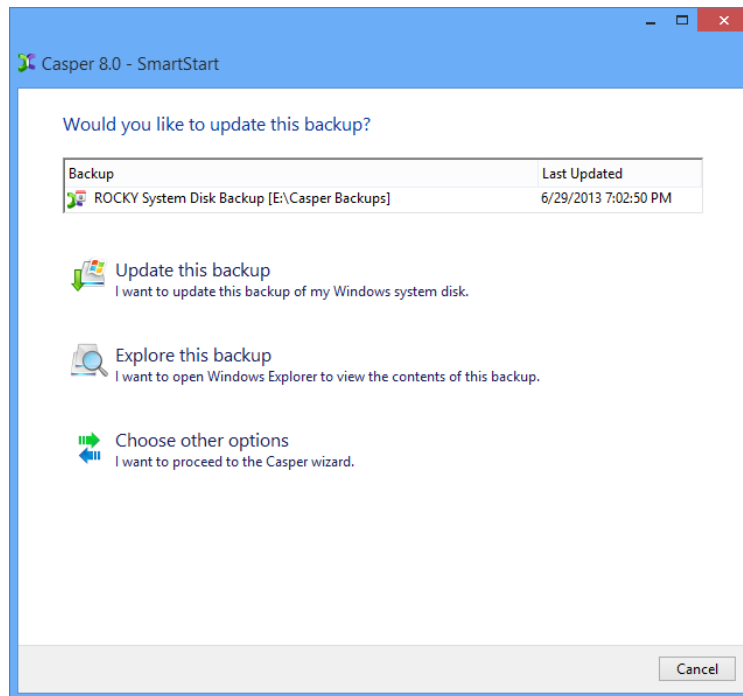 Casper 8.0 - SmartStart
Would you like to update this backup?
Backup Last Updated
ROCKY System Disk Backup [E:\Casper Backups] 6/29/2013 7:02:50 PM
Update this backup
I want to update this backup of my Windows system disk.
Explore this backup
I want to open Windows Explorer to view the contents of this backup.
Choose other options
I want to proceed to the Casper wizard.
Cancel